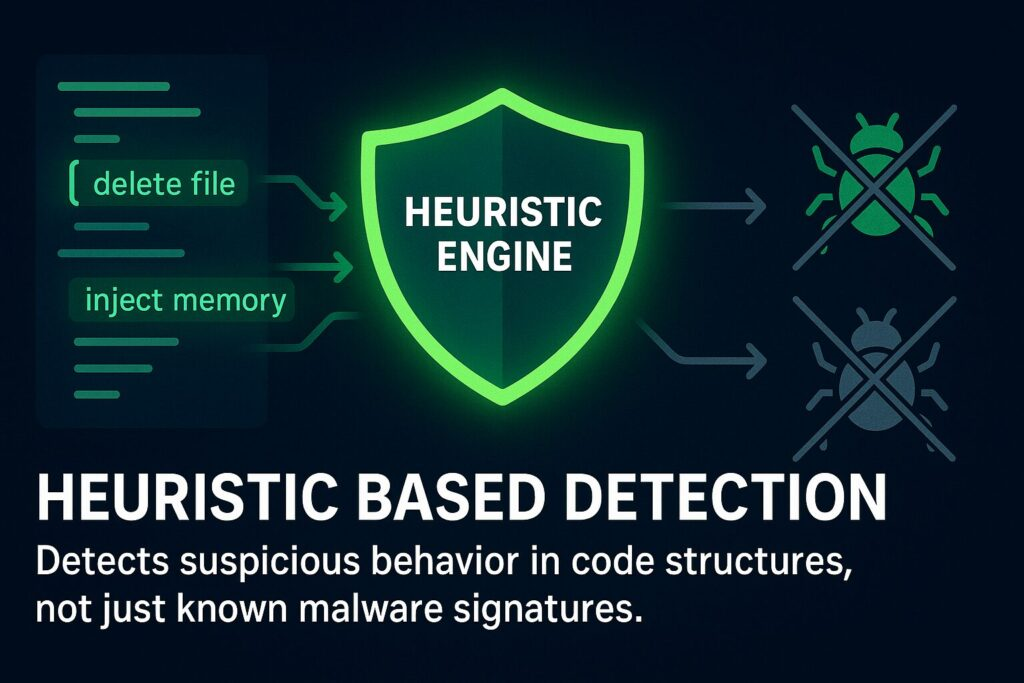 delete file
inject memory
HEURISTIC
ENGINE
HEURISTIC BASED DETECTION
Detects suspicious behavior in code structures,
not just known malware signatures.